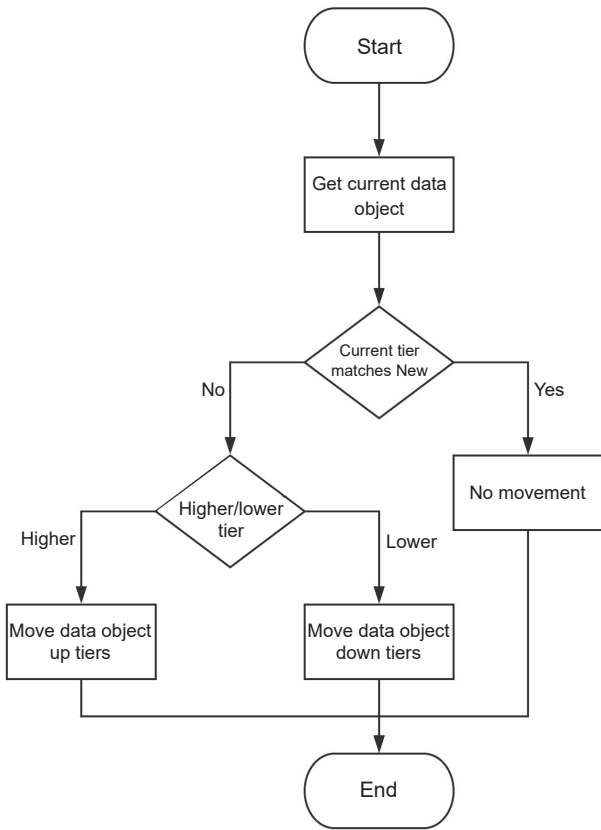 Start
Get current data
object
Current tier
matches New
No
Yes
Higher/lower
tier
No movement
Higher
Lower
Move data object
up tiers
Move data object
down tiers
End